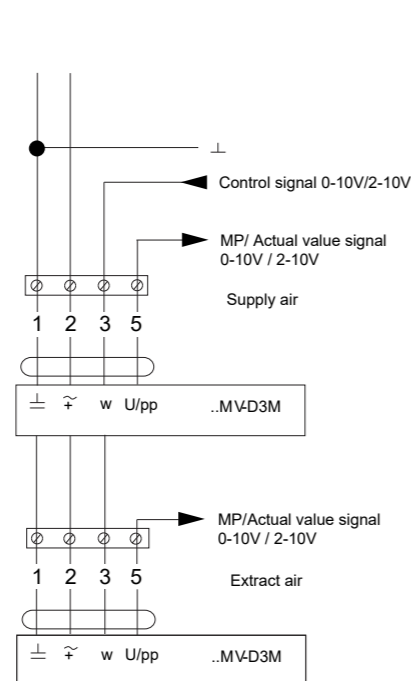 ⊥
Control signal 0-10V/2-10V
MP/ Actual value signal
0-10V / 2-10V
Supply air
1 2 3 5
⊥ ~+ w U/pp ..MV-D3M
MP/Actual value signal
0-10V / 2-10V
1 2 3 5
Extract air
⊥ ~+ w U/pp ..MV-D3M